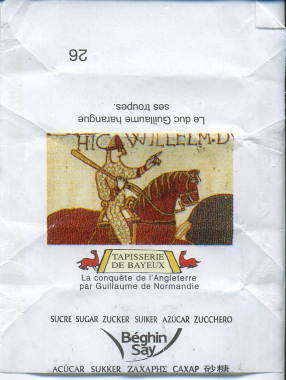 26
Le duc Guillaume harangue
ses troupes.
HIC WILLELM:D
TAPISSERIE
DE BAYEUX
La conquête de l'Angleterre
par Guillaume de Normandie
SUCRE SUGAR ZUCKER SUIKER AZÚCAR ZUCCHERO
Béghin
Say
AÇÚCAR SUKKER ΖΑΧΑΡΗΣ САХАР 砂糖